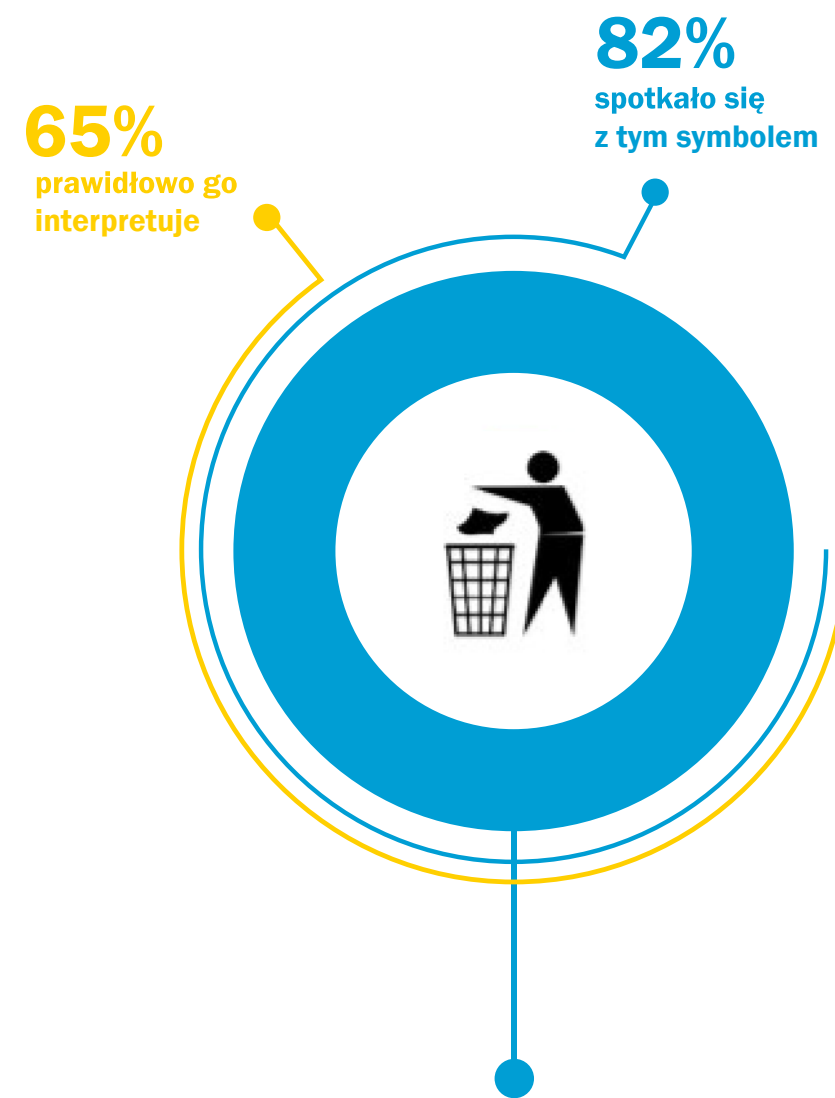 82%
spotkało się
z tym symbolem
65%
prawidłowo go
interpretuje